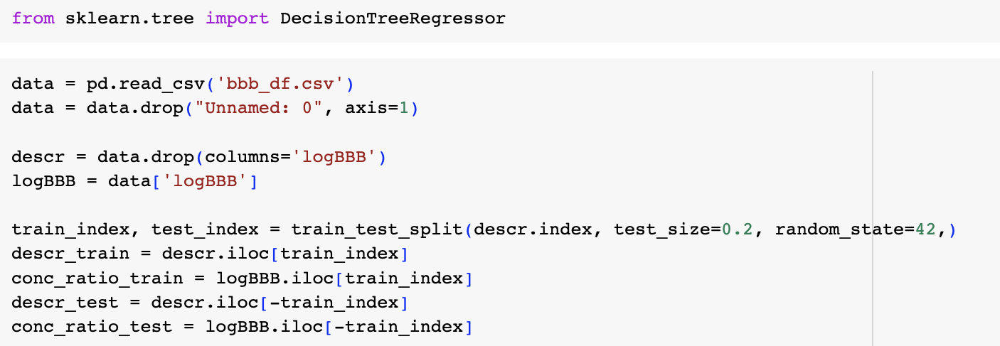 from sklearn.tree import DecisionTreeRegressor
data = pd.read_csv('bbb_df.csv')
data = data.drop("Unnamed: 0", axis=1)
descr = data.drop(columns='logBBB')
logBBB = data['logBBB']
train_index, test_index = train_test_split(descr.index, test_size=0.2, random_state=42,)
descr_train = descr.iloc[train_index]
conc_ratio_train = logBBB.iloc[train_index]
descr_test = descr.iloc[-train_index]
conc_ratio_test = logBBB.iloc[-train_index]